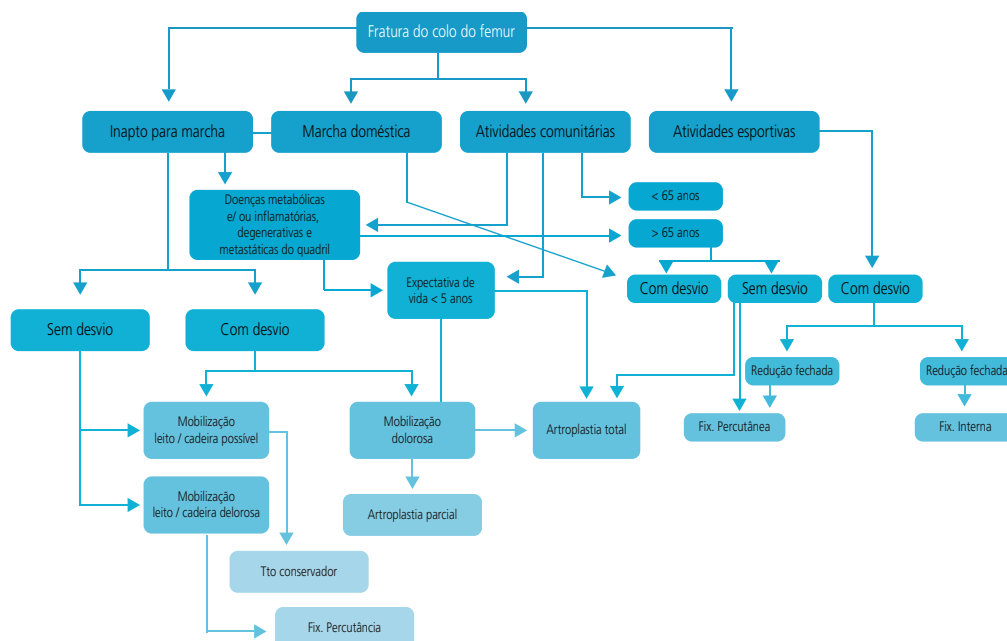 Fratura do colo do femur
Inapto para marcha
Marcha doméstica
Atividades comunitárias
Atividades esportivas
Doenças metabólicas
e/ ou inflamatórias,
degenerativas e
metastáticas do quadril
< 65 anos
> 65 anos
Expectativa de
vida < 5 anos
Com desvio
Sem desvio
Com desvio
Sem desvio
Com desvio
Redução fechada
Redução fechada
Mobilização
leito / cadeira possível
Mobilização
dolorosa
Artroplastia total
Fix. Percutânea
Fix. Interna
Mobilização
leito / cadeira delorosa
Artroplastia parcial
Tto conservador
Fix. Percutância